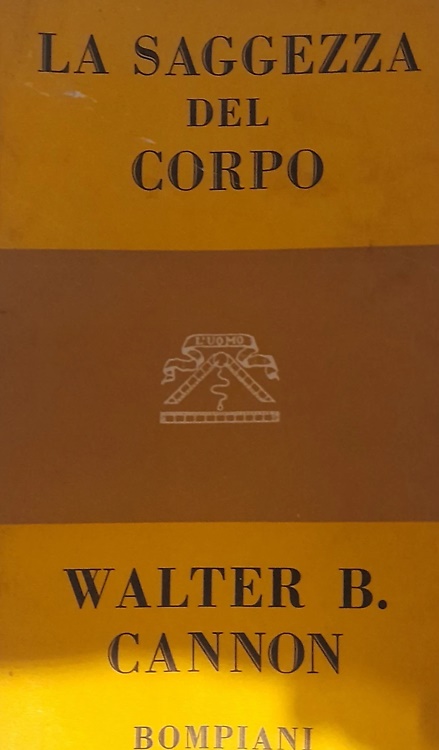 LA SAGGEZZA
DEL
CORPO
L'UOMO
WALTER B.
CANNON
BOMPIANI